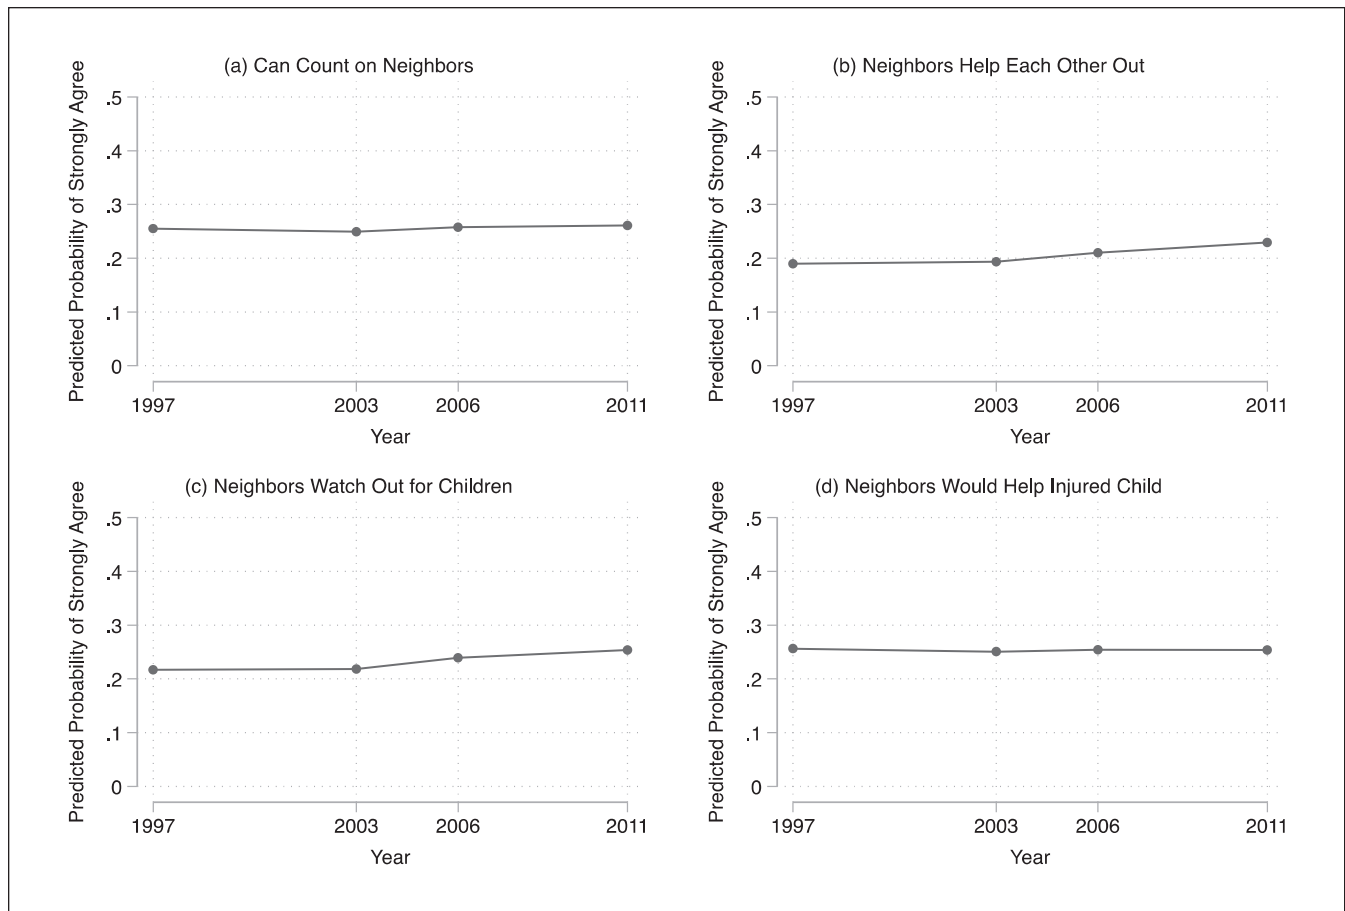 (a) Can Count on Neighbors
Predicted Probability of Strongly Agree
.5
.4
.3
.2
.1
0
1997 2003 2006 2011
Year
(b) Neighbors Help Each Other Out
Predicted Probability of Strongly Agree
.5
.4
.3
.2
.1
0
1997 2003 2006 2011
Year
(c) Neighbors Watch Out for Children
Predicted Probability of Strongly Agree
.5
.4
.3
.2
.1
0
1997 2003 2006 2011
Year
(d) Neighbors Would Help Injured Child
Predicted Probability of Strongly Agree
.5
.4
.3
.2
.1
0
1997 2003 2006 2011
Year